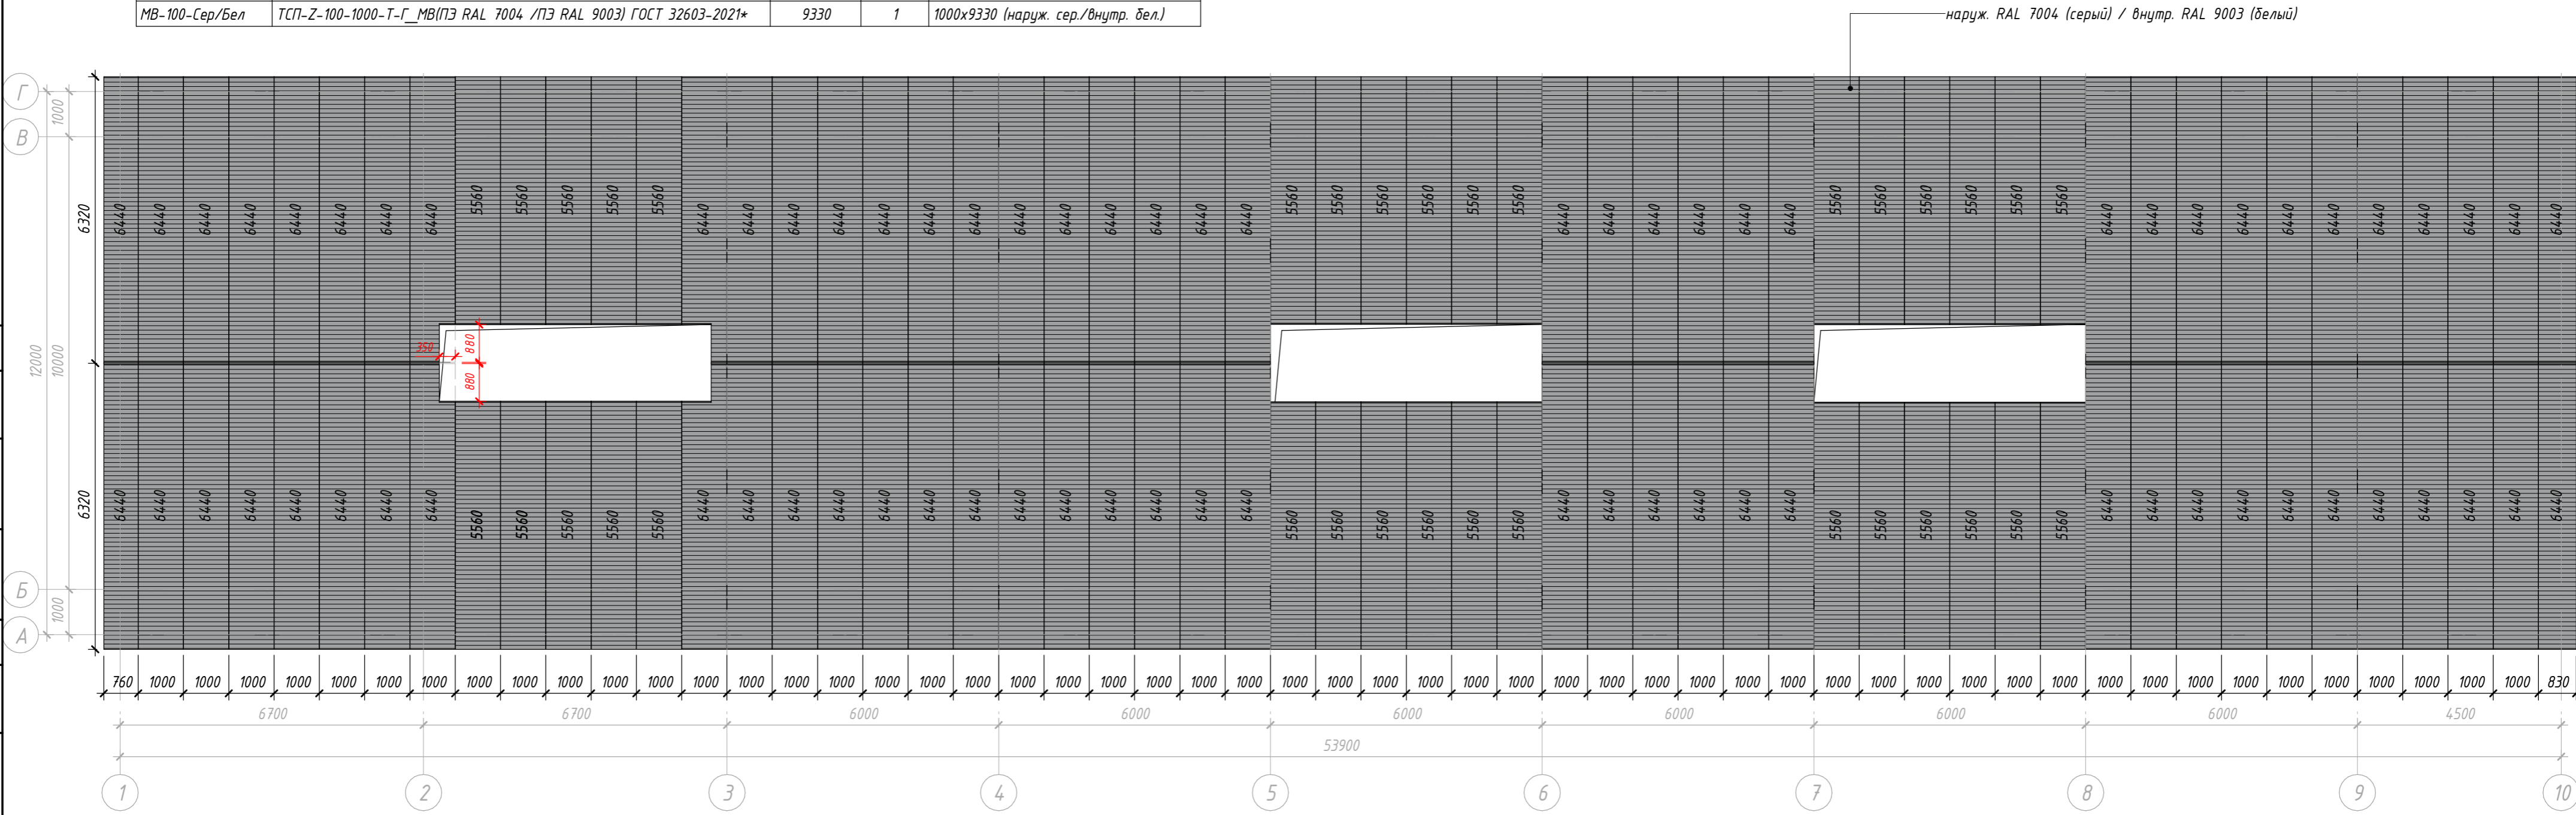 МВ-100-Сер/Бел ТСП-Z-100-1000-Т-Г_МВ(ПЭ RAL 7004 /ПЭ RAL 9003) ГОСТ 32603-2021* 9330 1 1000x9330 (наруж. сер./внутр. бел.)
наруж. RAL 7004 (серый) / внутр. RAL 9003 (белый)
Г
1000
В
6320
6440 6440 6440 6440 6440 6440 6440 6440 5560 5560 5560 5560 5560 6440 6440 6440 6440 6440 6440 6440 6440 6440 6440 6440 6440 6440 5560 5560 5560 5560 5560 5560 6440 6440 6440 6440 6440 6440 5560 5560 5560 5560 5560 5560 6440 6440 6440 6440 6440 6440 6440 6440 6440 6440 6440
12000
10000
350
880
880
6320
6440 6440 6440 6440 6440 6440 6440 6440 5560 5560 5560 5560 5560 6440 6440 6440 6440 6440 6440 6440 6440 6440 6440 6440 6440 6440 5560 5560 5560 5560 5560 5560 6440 6440 6440 6440 6440 6440 5560 5560 5560 5560 5560 5560 6440 6440 6440 6440 6440 6440 6440 6440 6440 6440 6440
Б
1000
А
760 1000 1000 1000 1000 1000 1000 1000 1000 1000 1000 1000 1000 1000 1000 1000 1000 1000 1000 1000 1000 1000 1000 1000 1000 1000 1000 1000 1000 1000 1000 1000 1000 1000 1000 1000 1000 1000 1000 1000 1000 1000 1000 1000 1000 1000 1000 1000 1000 1000 1000 1000 1000 1000 830
6700 6700 6000 6000 6000 6000 6000 6000 4500
53900
1 2 3 4 5 6 7 8 9 10